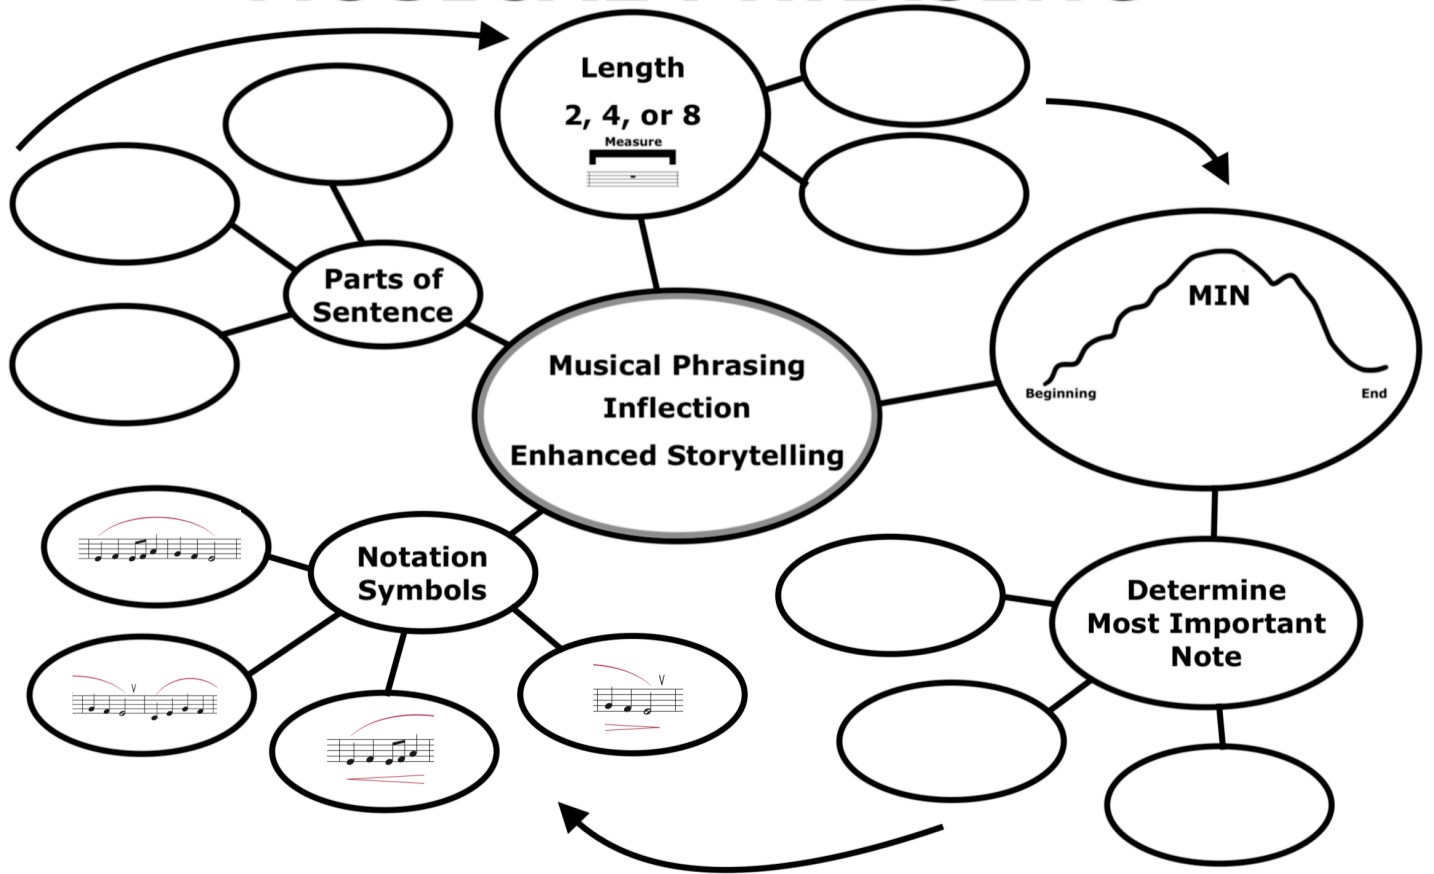 Length
2, 4, or 8
Measure
Parts of
Sentence
MIN
Beginning
End
Musical Phrasing
Inflection
Enhanced Storytelling
Notation
Symbols
Determine
Most Important
Note